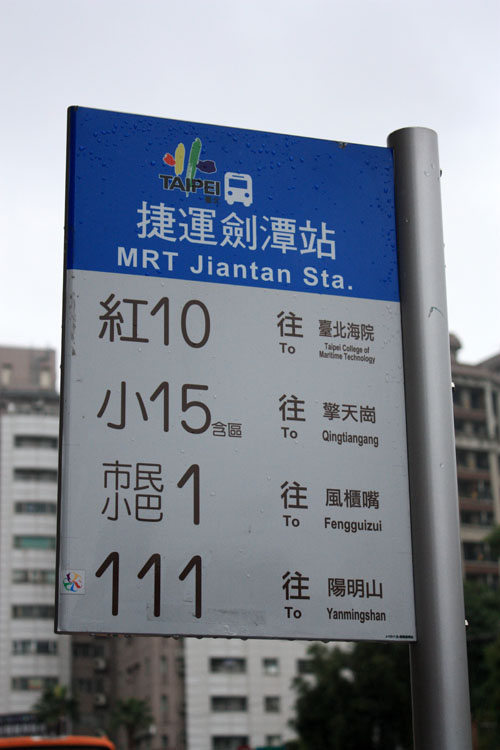 TAIPEI
捷運劍潭站
MRT Jiantan Sta.
紅10 往 臺北海院
To Taipei College of
Maritime Technology
小15含區 往 擎天崗
To Qingtiangang
市民
小巴 1 往 風櫃嘴
To Fengguizui
111 往 陽明山
To Yanmingshan